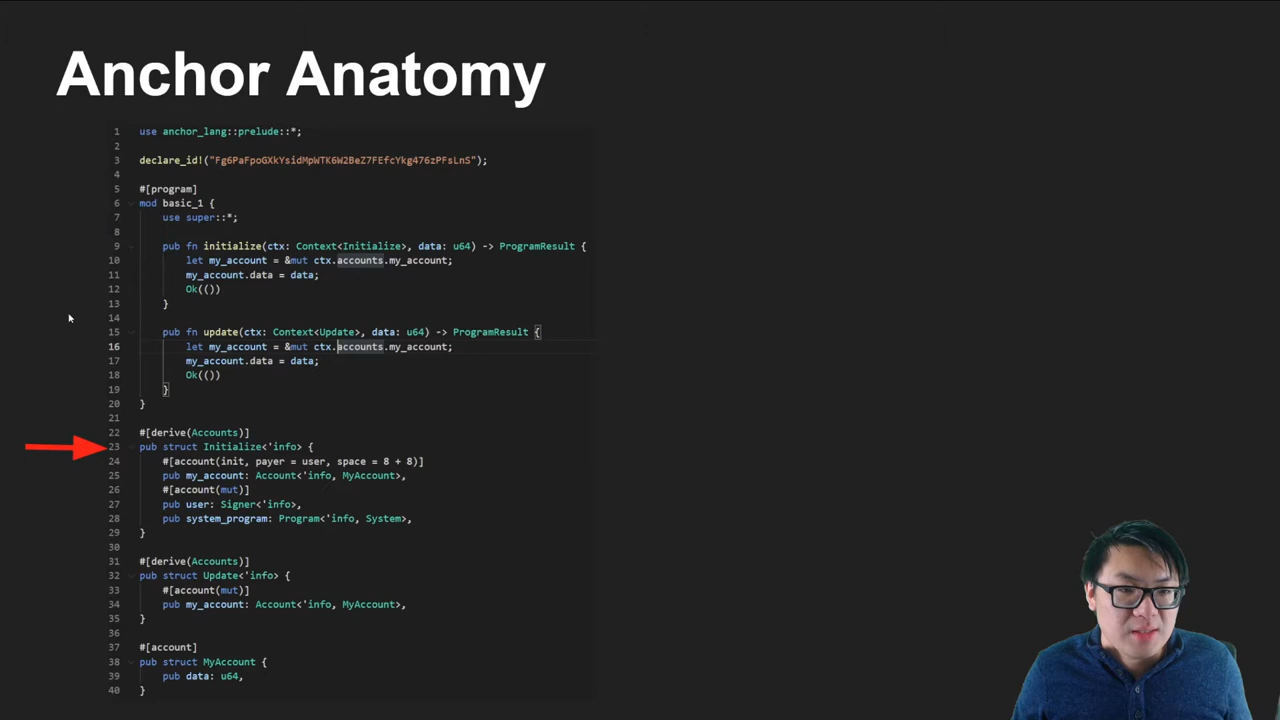 Anchor Anatomy
1 use anchor_lang::prelude::*;
2
3 declare_id!("Fg6PaFpoGXkYsidMpWTK6W2BeZ7FEfcYkg476zPFsLnS");
4
5 #[program]
6 mod basic_1 {
7 use super::*;
8
9 pub fn initialize(ctx: Context<Initialize>, data: u64) -> ProgramResult {
10 let my_account = &mut ctx.accounts.my_account;
11 my_account.data = data;
12 Ok(())
13 }
14
15 pub fn update(ctx: Context<Update>, data: u64) -> ProgramResult {
16 let my_account = &mut ctx.accounts.my_account;
17 my_account.data = data;
18 Ok(())
19 }
20 }
21
22 #[derive(Accounts)]
23 pub struct Initialize<'info> {
24 #[account(init, payer = user, space = 8 + 8)]
25 pub my_account: Account<'info, MyAccount>,
26 #[account(mut)]
27 pub user: Signer<'info>,
28 pub system_program: Program<'info, System>,
29 }
30
31 #[derive(Accounts)]
32 pub struct Update<'info> {
33 #[account(mut)]
34 pub my_account: Account<'info, MyAccount>,
35 }
36
37 #[account]
38 pub struct MyAccount {
39 pub data: u64,
40 }